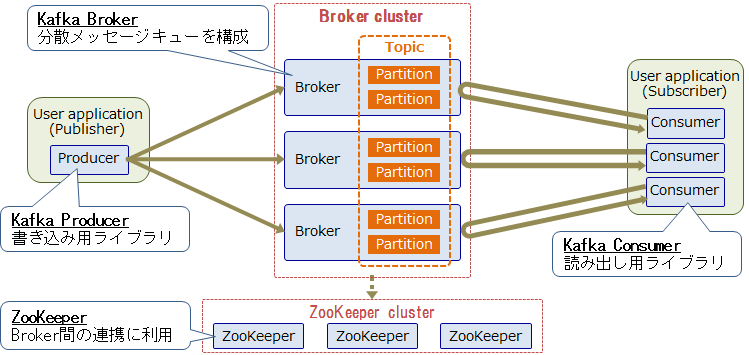 Kafka Broker
分散メッセージキューを構成
Broker cluster
Topic
Broker
Partition
Partition
Broker
Partition
Partition
Broker
Partition
Partition
User application
(Publisher)
Producer
Kafka Producer
書き込み用ライブラリ
User application
(Subscriber)
Consumer
Consumer
Consumer
Kafka Consumer
読み出し用ライブラリ
ZooKeeper
Broker間の連携に利用
ZooKeeper cluster
ZooKeeper
ZooKeeper
ZooKeeper